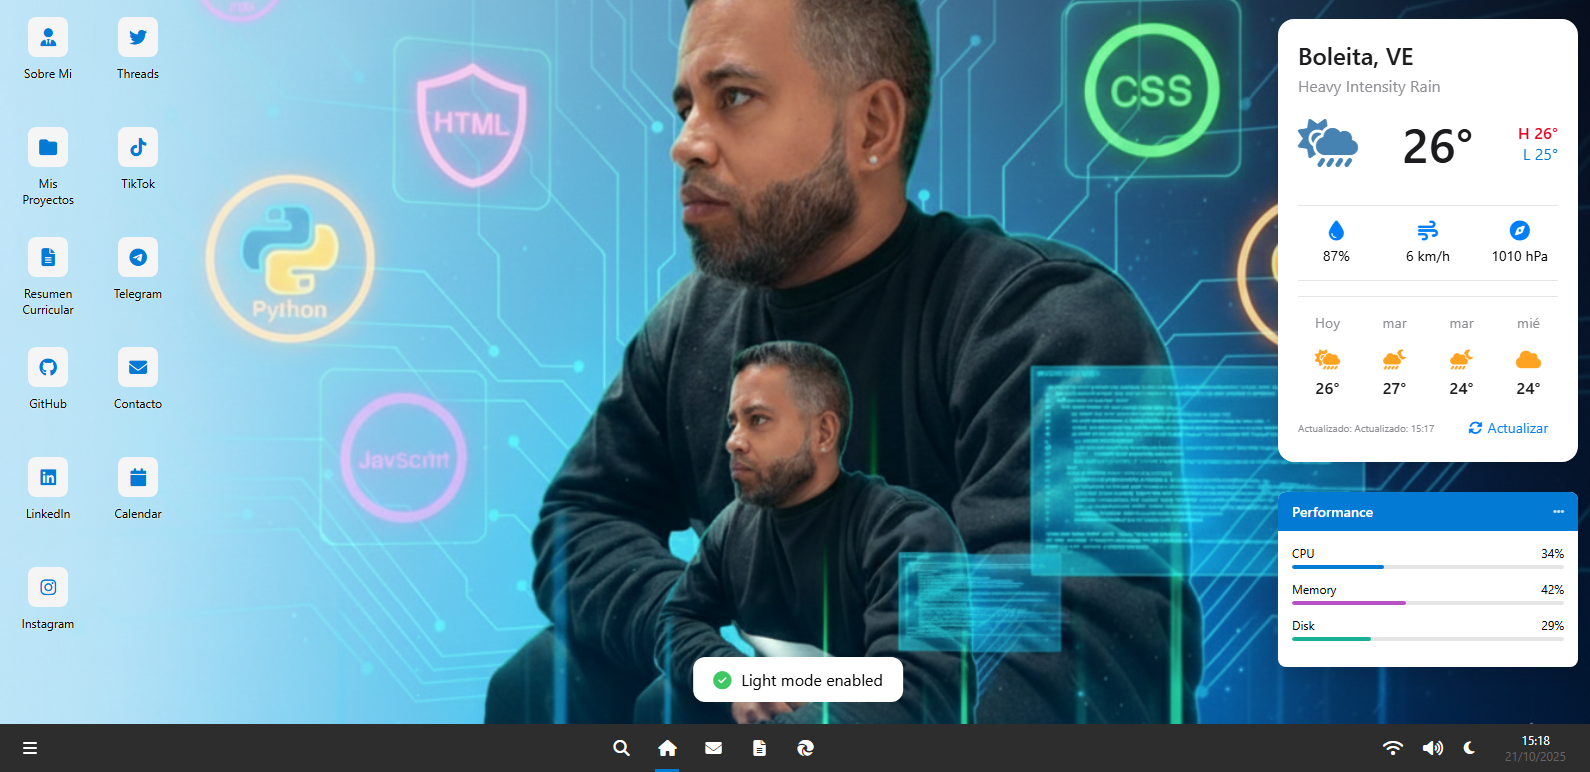 Sobre Mi
Threads
Mis
Proyectos
TikTok
Resumen
Curricular
Telegram
GitHub
Contacto
LinkedIn
Calendar
Instagram
HTML
CSS
Python
JavScrint
Boleita, VE
Heavy Intensity Rain
26°
H 26°
L 25°
87%
6 km/h
1010 hPa
Hoy
mar
mar
mié
26°
27°
24°
24°
Actualizado: Actualizado: 15:17
Actualizar
Performance
CPU
34%
Memory
42%
Disk
29%
Light mode enabled
15:18
21/10/2025